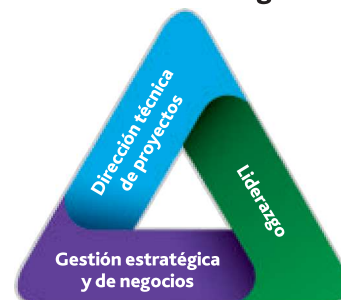 Dirección técnica
de proyectos
Liderazgo
Gestión estratégica
y de negocios